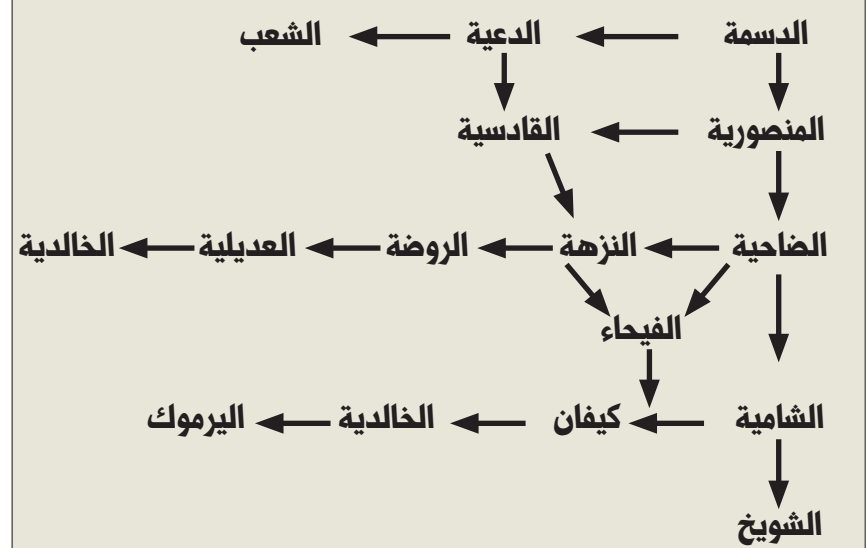 الدسمة الدعية الشعب
المنصورية القادسية
الضاحية النزهة الروضة العديلية الخالدية
الفيحاء
الشامية كيفان الخالدية اليرموك
الشويخ